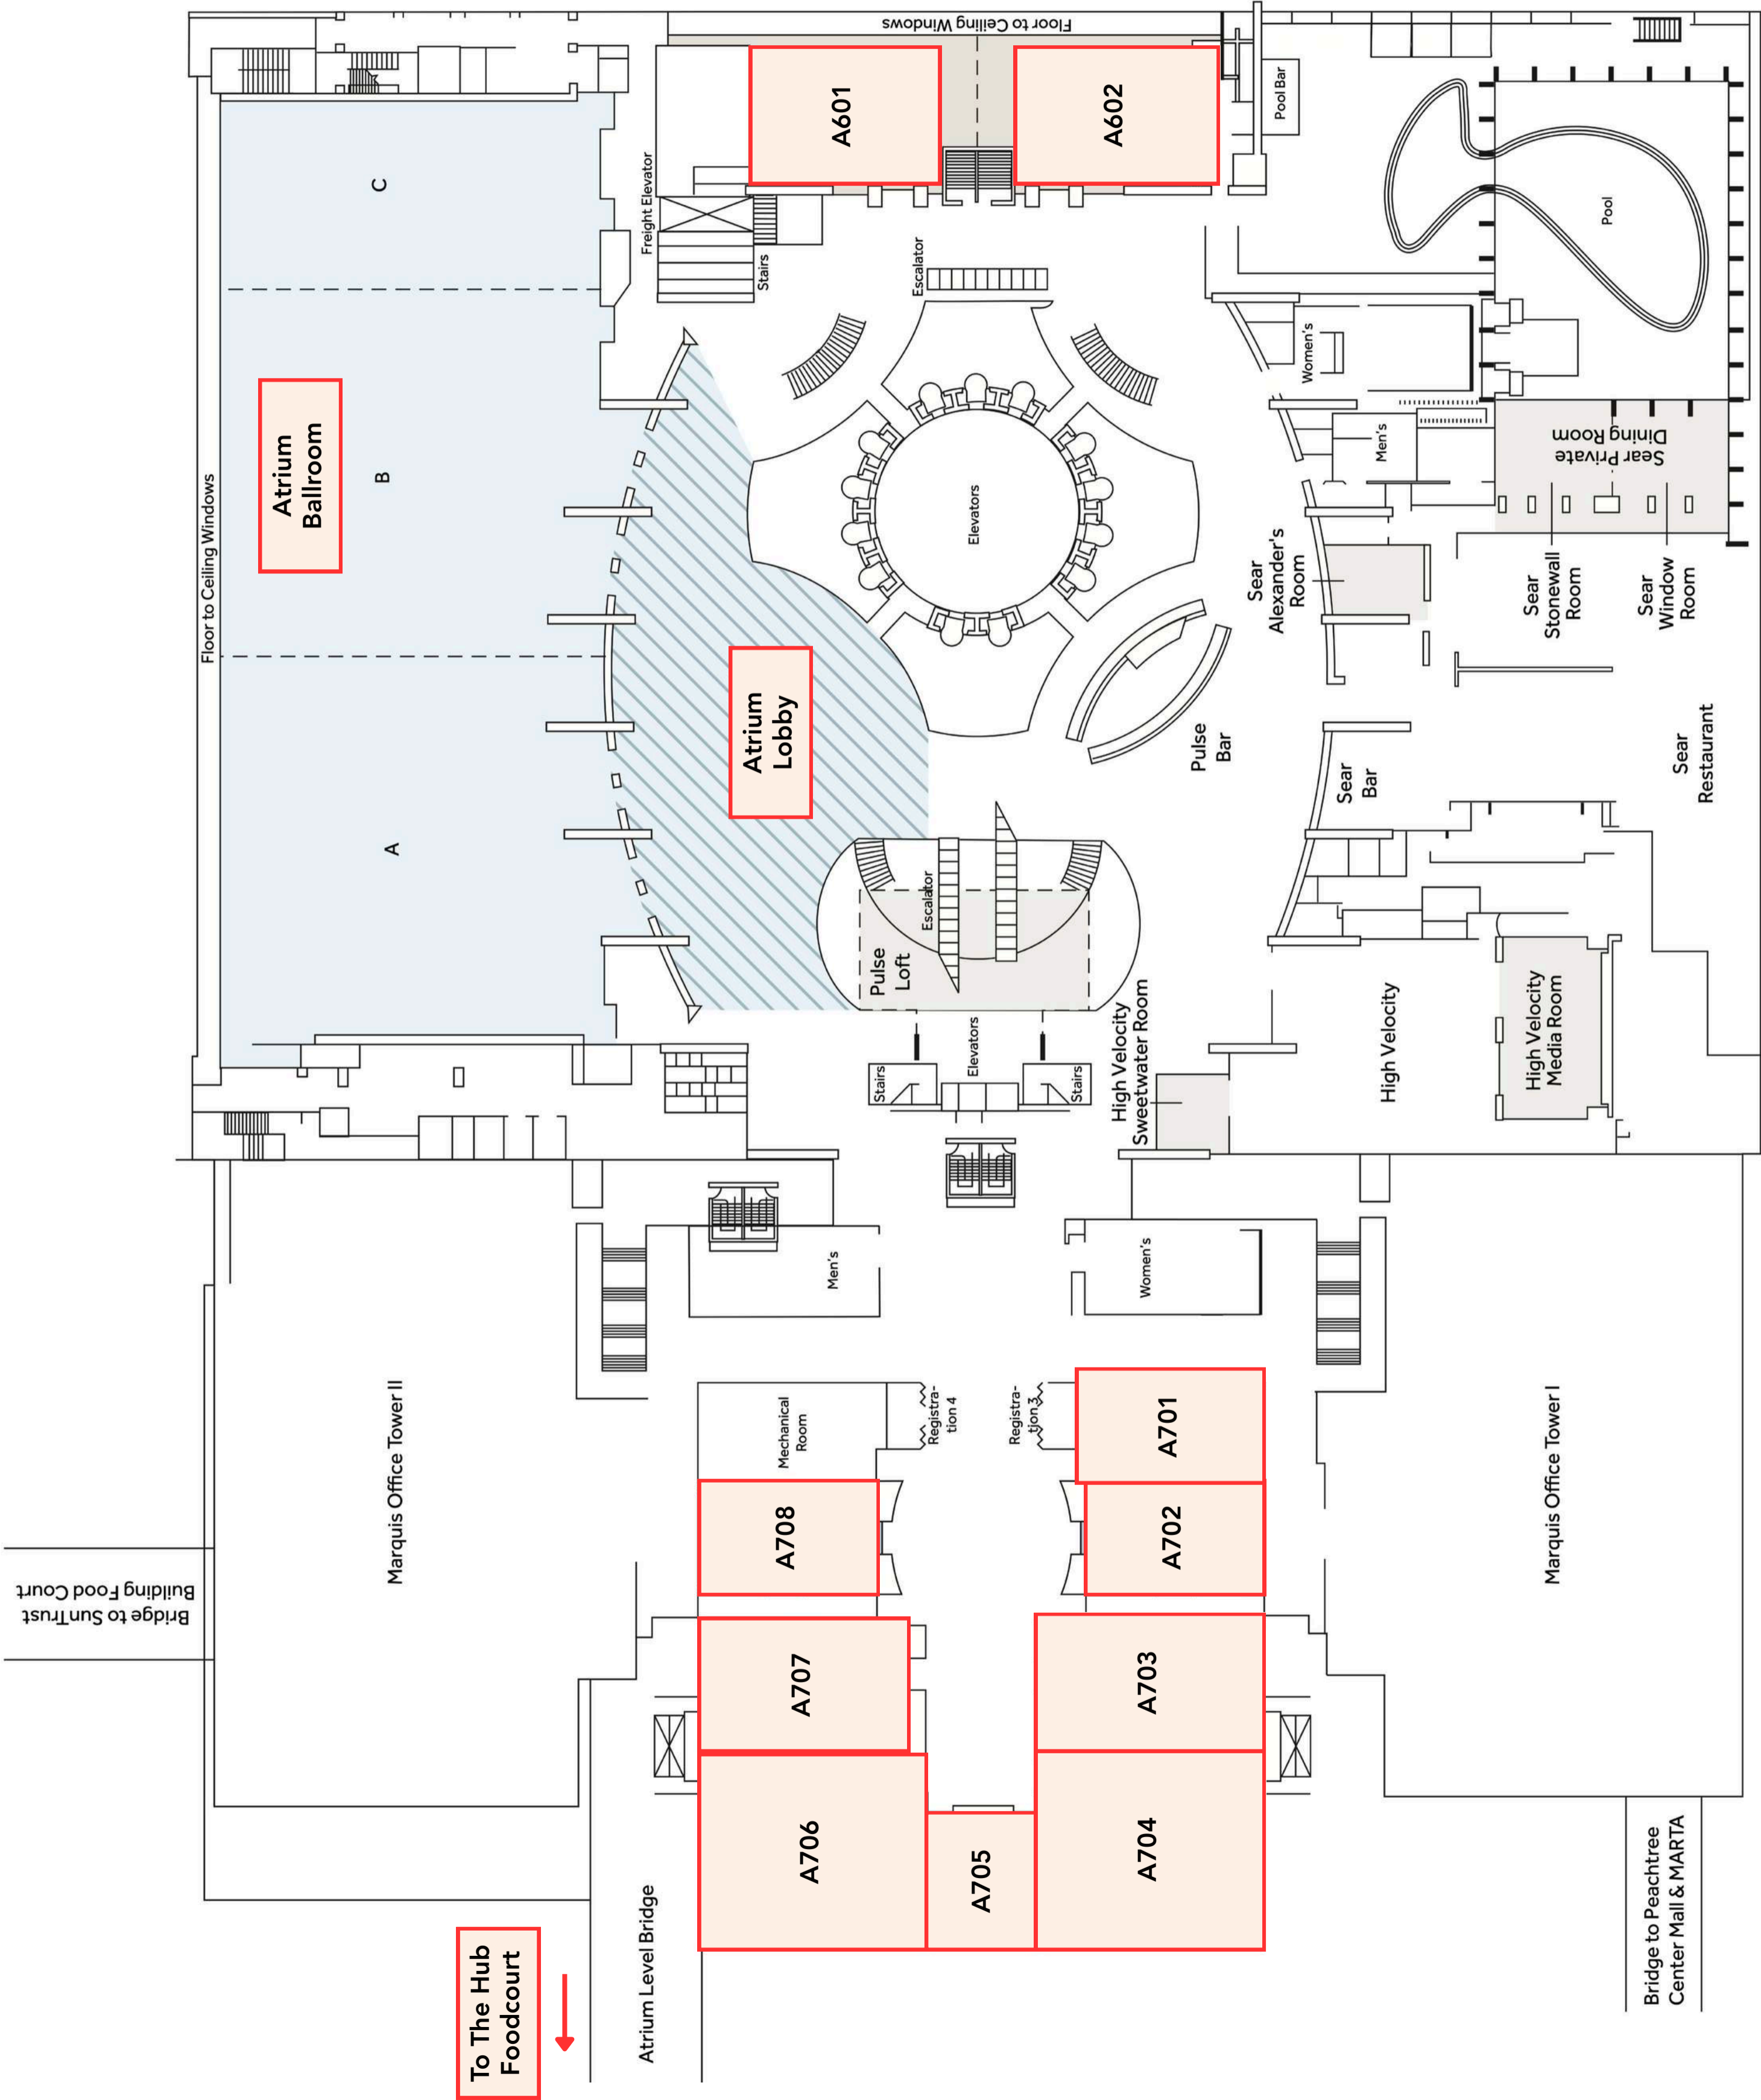 Floor to Ceiling Windows
A601
A602
Pool Bar
C
Freight Elevator
Stairs
Escalator
Pool
Floor to Ceiling Windows
Atrium
Ballroom
B
Women's
Men's
Sear Private
Dining Room
Elevators
Sear
Alexander's
Room
Sear
Stonewall
Room
Sear
Window
Room
Atrium
Lobby
Pulse
Bar
Sear
Bar
Sear
Restaurant
A
Escalator
Pulse
Loft
Elevators
Stairs
Stairs
High Velocity
Sweetwater Room
High Velocity
High Velocity
Media Room
Men's
Women's
Marquis Office Tower II
Mechanical
Room
Registra-
tion 4
Registra-
tion 3
A701
Marquis Office Tower I
A708
A702
Bridge to SunTrust
Building Food Court
A707
A703
A706
A705
A704
To The Hub
Foodcourt
Atrium Level Bridge
Bridge to Peachtree
Center Mall & MARTA